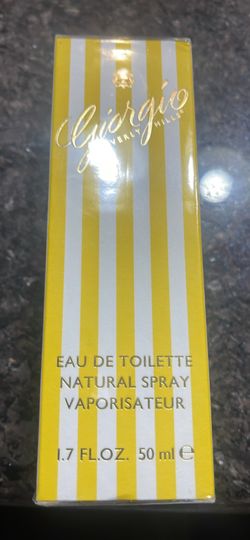 Giorgio
BEVERLY HILLS
EAU DE TOILETTE
NATURAL SPRAY
VAPORISATEUR
1.7 FL.OZ. 50 ml ℮